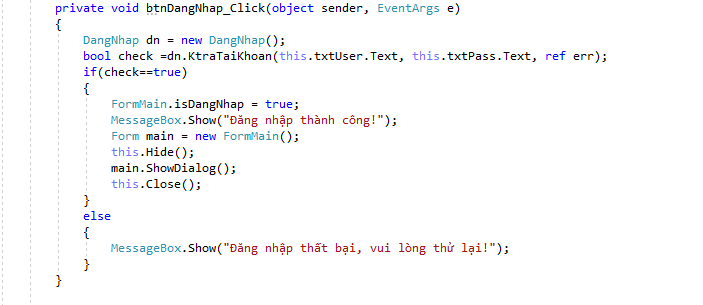 private void btnDangNhap_Click(object sender, EventArgs e)
{
DangNhap dn = new DangNhap();
bool check =dn.KtraTaiKhoan(this.txtUser.Text, this.txtPass.Text, ref err);
if(check==true)
{
FormMain.isDangNhap = true;
MessageBox.Show("Đăng nhập thành công!");
Form main = new FormMain();
this.Hide();
main.ShowDialog();
this.Close();
}
else
{
MessageBox.Show("Đăng nhập thất bại, vui lòng thử lại!");
}
}